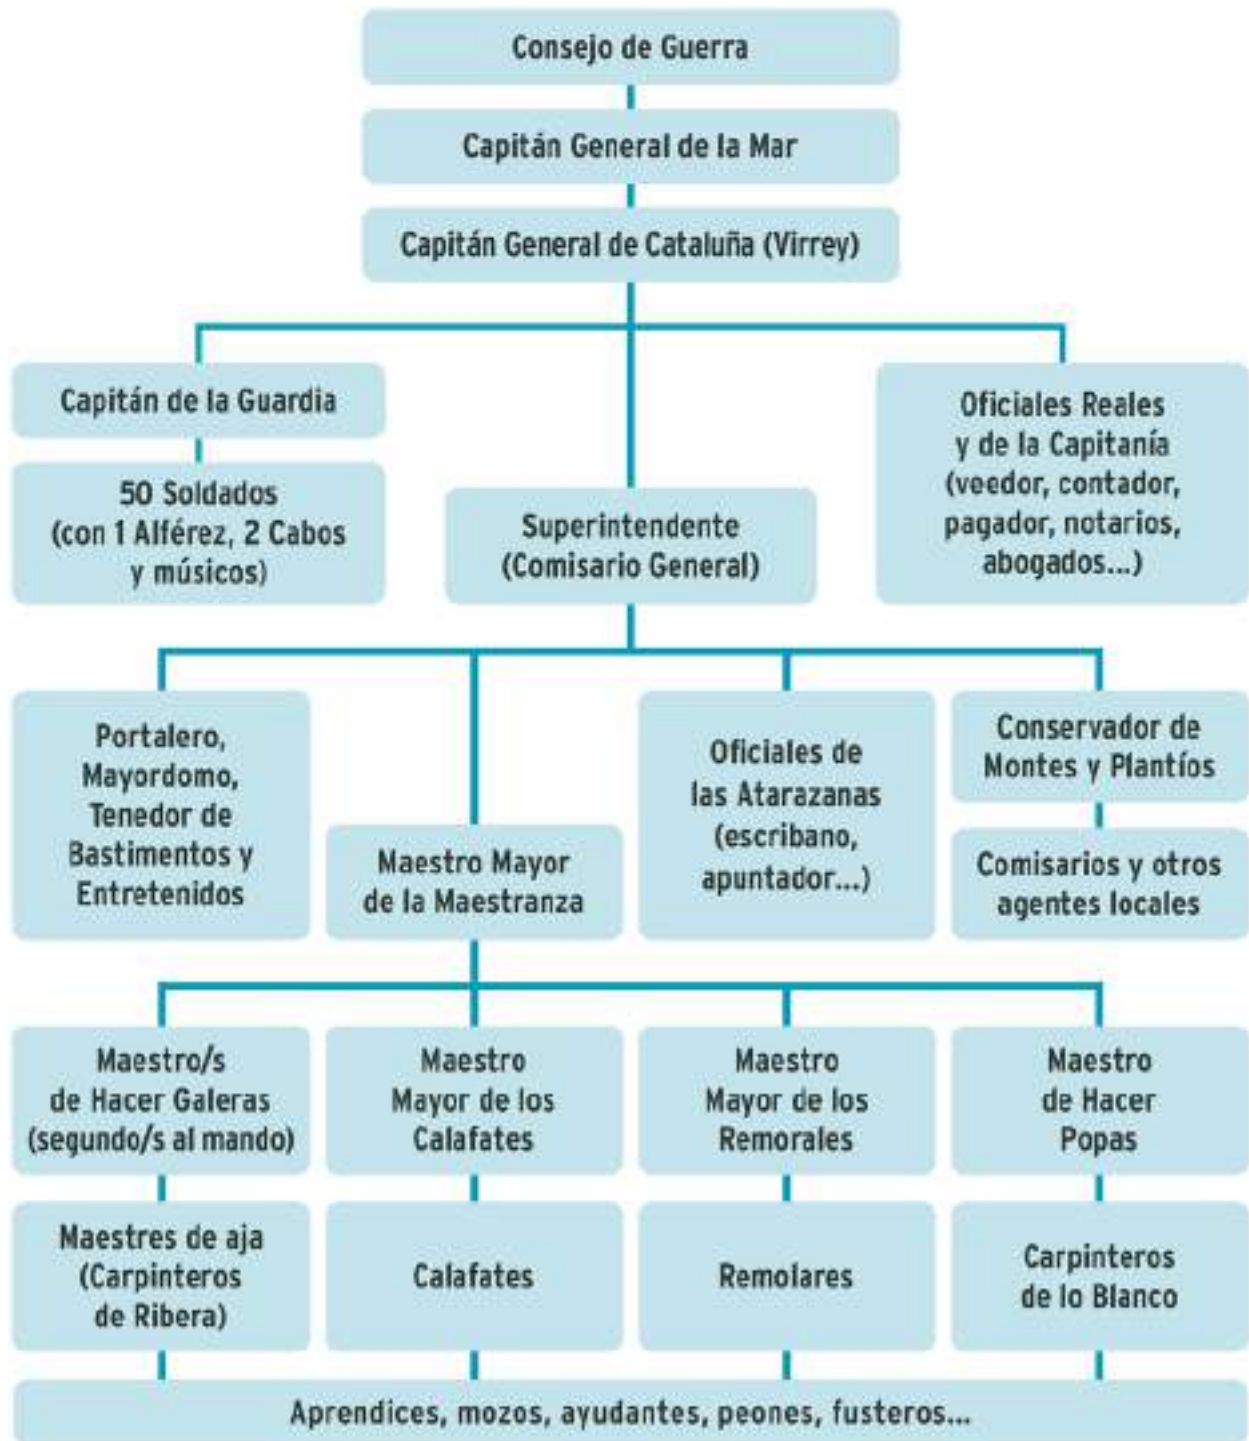 Consejo de Guerra
Capitán General de la Mar
Capitán General de Cataluña (Virrey)
Capitán de la Guardia
50 Soldados
(con 1 Alférez, 2 Cabos
y músicos)
Superintendente
(Comisario General)
Oficiales Reales
y de la Capitanía
(veedor, contador,
pagador, notarios,
abogados...)
Portalero,
Mayordomo,
Tenedor de
Bastimentos y
Entretenidos
Maestro Mayor
de la Maestranza
Oficiales de
las Atarazanas
(escribano,
apuntador...)
Conservador de
Montes y Plantíos
Comisarios y otros
agentes locales
Maestro/s
de Hacer Galeras
(segundo/s al mando)
Maestro
Mayor de los
Calafates
Maestro
Mayor de los
Remorales
Maestro
de Hacer
Popas
Maestres de aja
(Carpinteros
de Ribera)
Calafates
Remolares
Carpinteros
de lo Blanco
Aprendices, mozos, ayudantes, peones, fusteros...